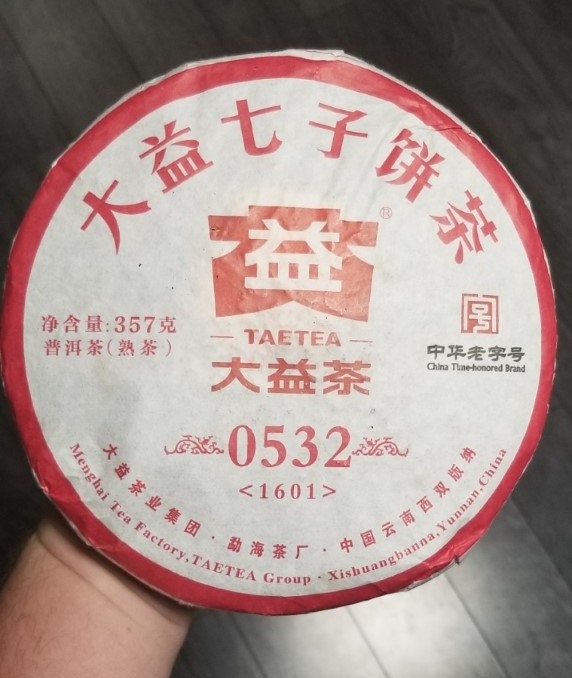 大益七子饼茶
益
®
净含量:357克
普洱茶(熟茶)
TAETEA
大益茶
中华老字号
China Time-honored Brand
0532
<1601>
大益茶业集团·勐海茶厂·中国云南西双版纳
Menghai Tea Factory,TAETEA Group · Xishuangbanna,Yunnan,China